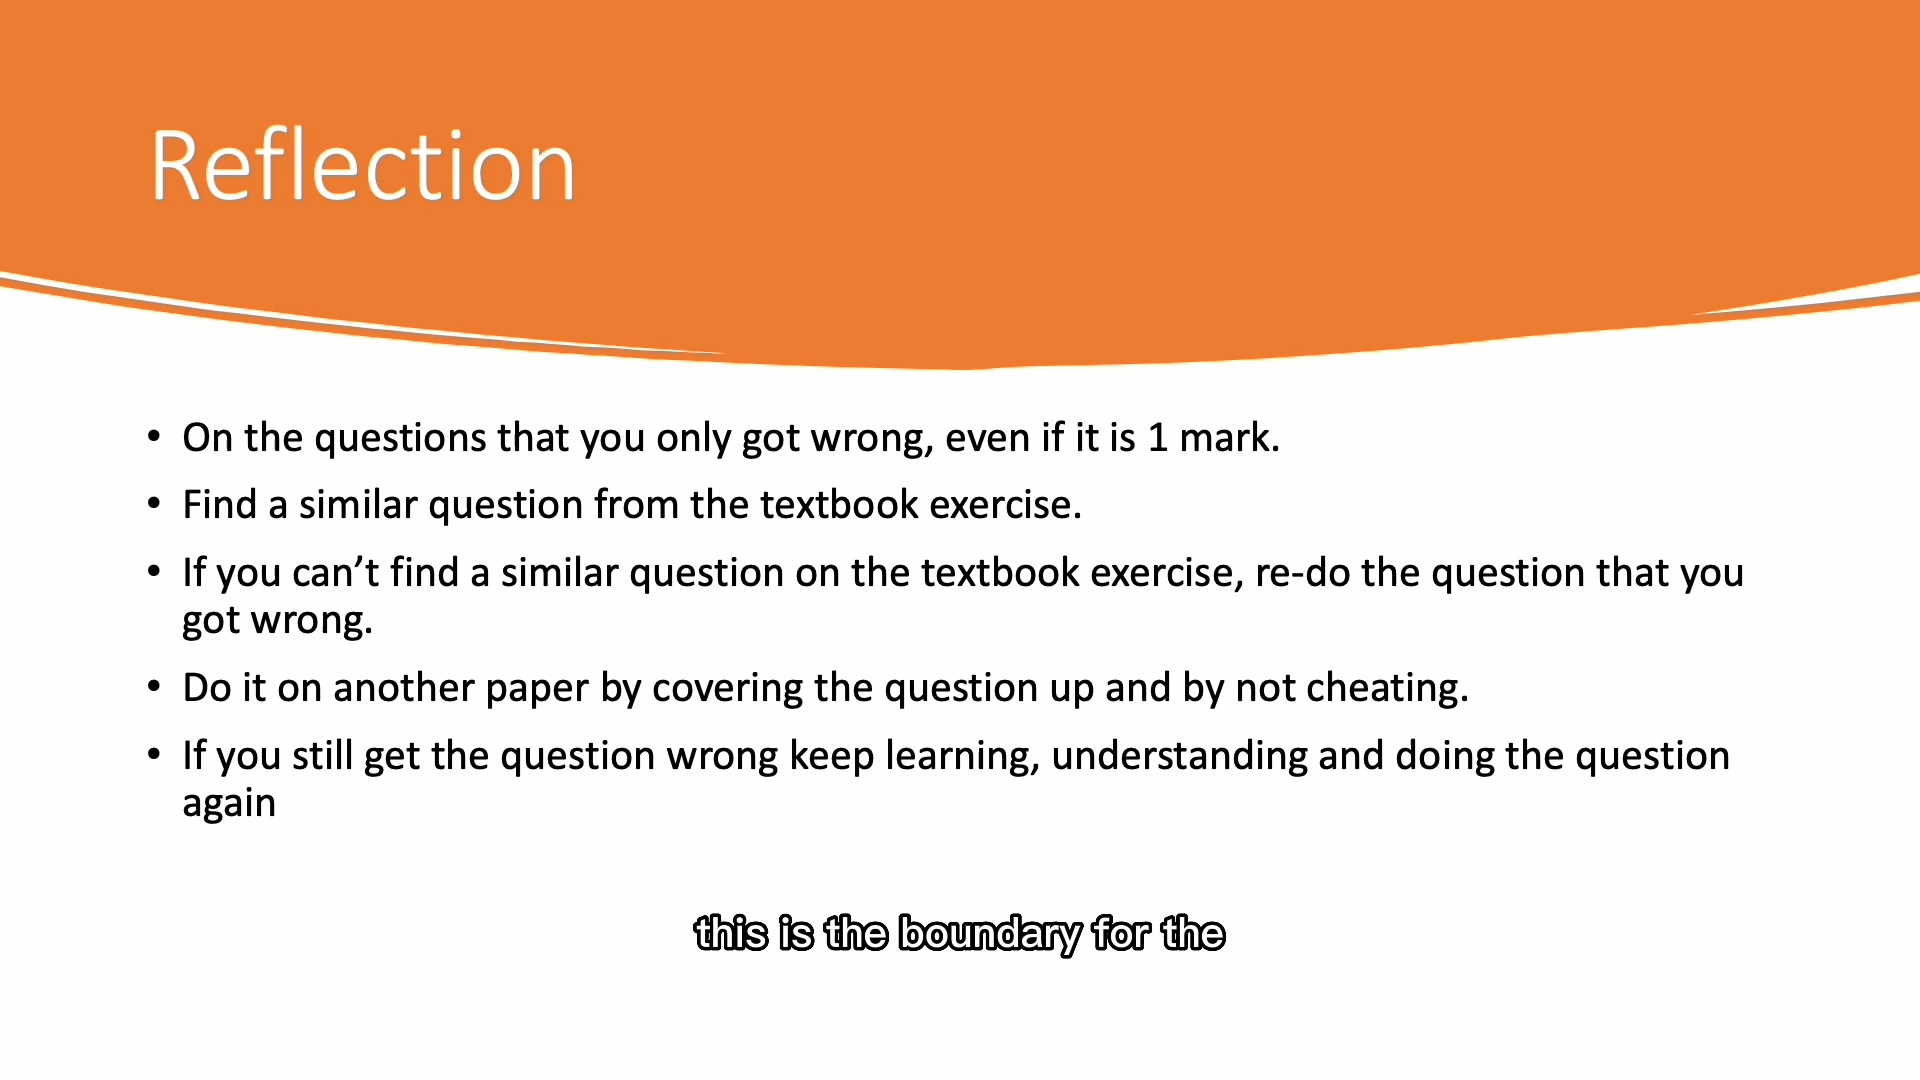 Reflection
• On the questions that you only got wrong, even if it is 1 mark.
• Find a similar question from the textbook exercise.
• If you can’t find a similar question on the textbook exercise, re-do the question that you
got wrong.
• Do it on another paper by covering the question up and by not cheating.
• If you still get the question wrong keep learning, understanding and doing the question
again
this is the boundary for the